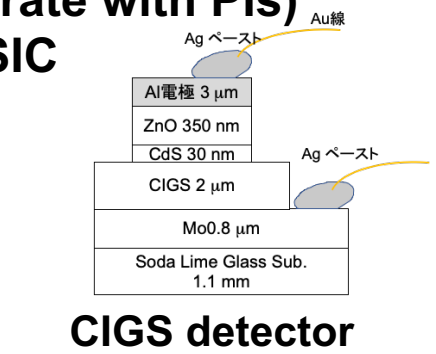 rate with PIs)
SIC
Au線
Ag ペースト
Al電極 3 μm
ZnO 350 nm
CdS 30 nm
Ag ペースト
CIGS 2 μm
Mo0.8 μm
Soda Lime Glass Sub.
1.1 mm
CIGS detector